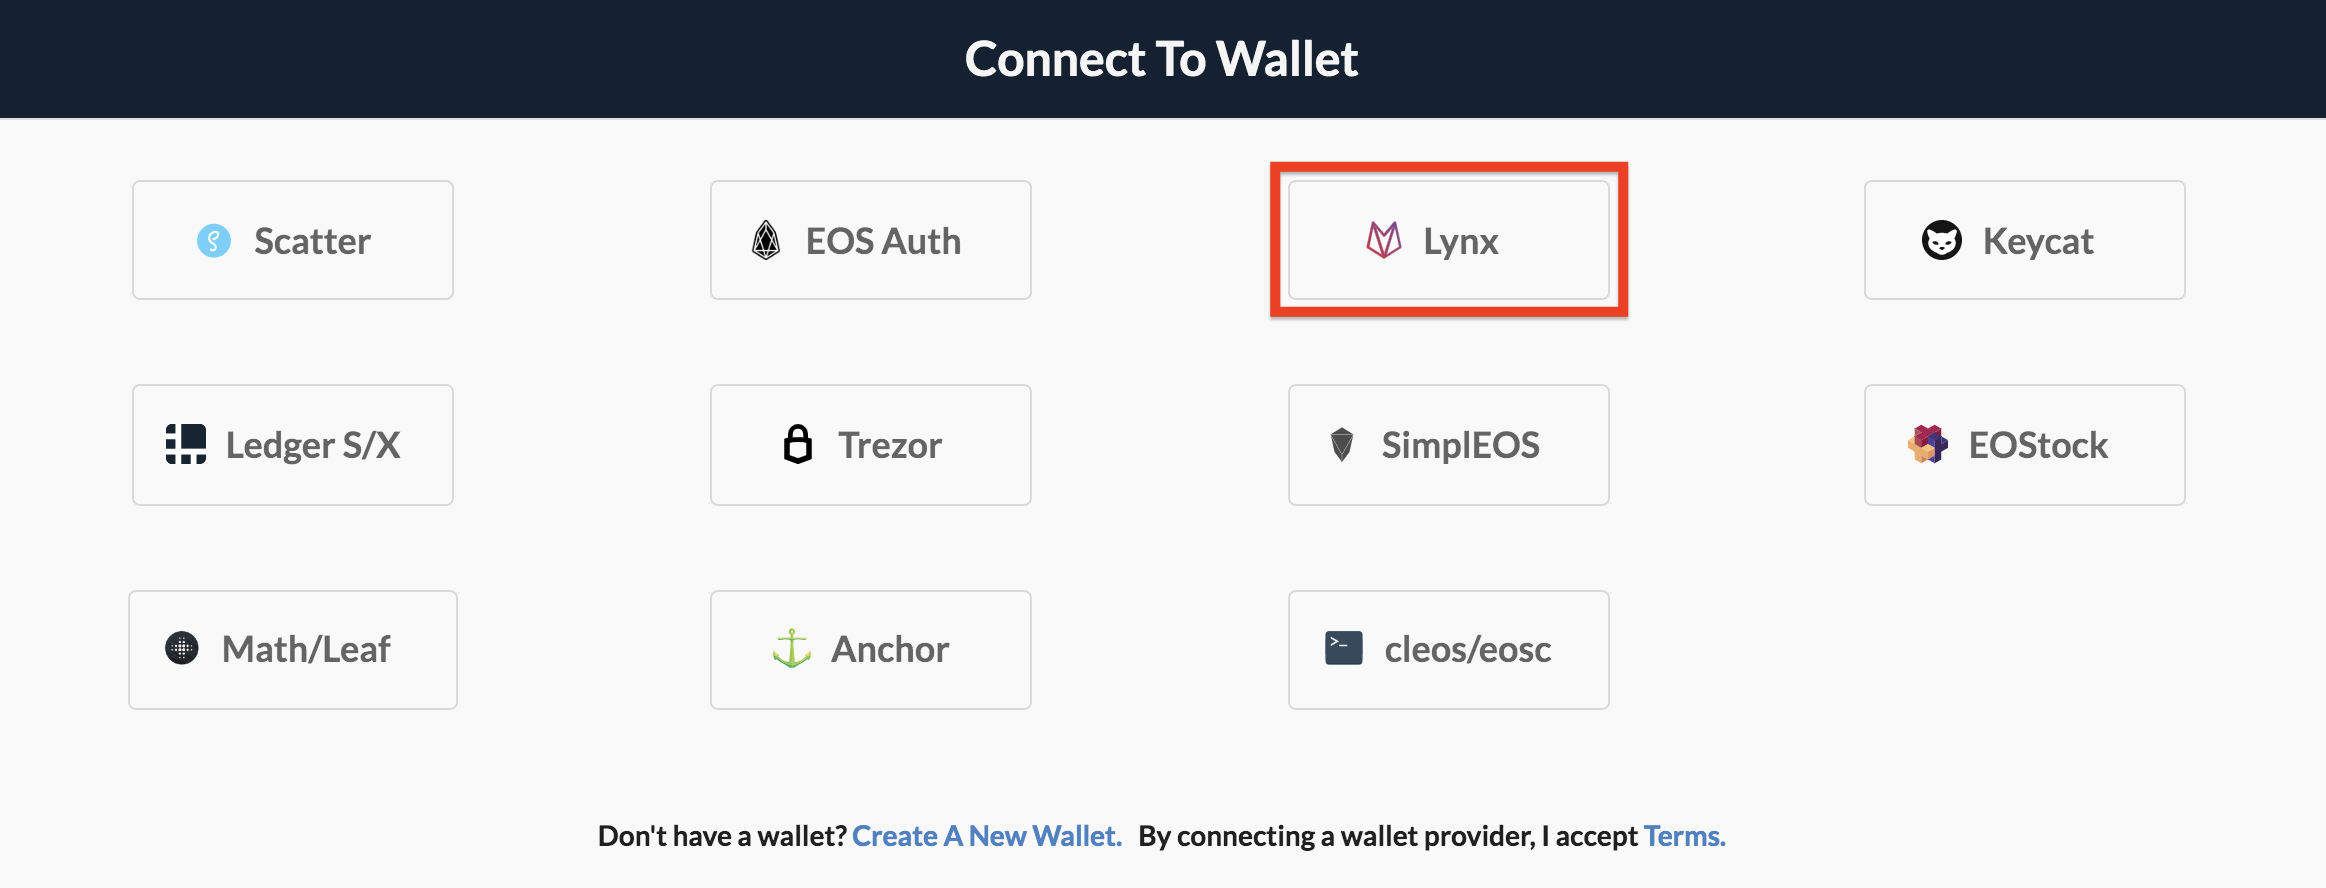 Connect To Wallet
Scatter
EOS Auth
Lynx
Keycat
Ledger S/X
Trezor
SimplEOS
EOStock
Math/Leaf
Anchor
cleos/eosc
Don't have a wallet? Create A New Wallet. By connecting a wallet provider, I accept Terms.